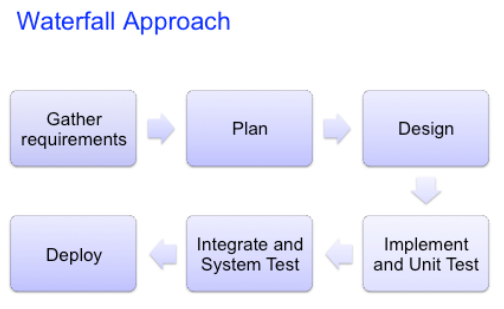 Waterfall Approach
Gather
requirements
Plan
Design
Implement
and Unit Test
Integrate and
System Test
Deploy